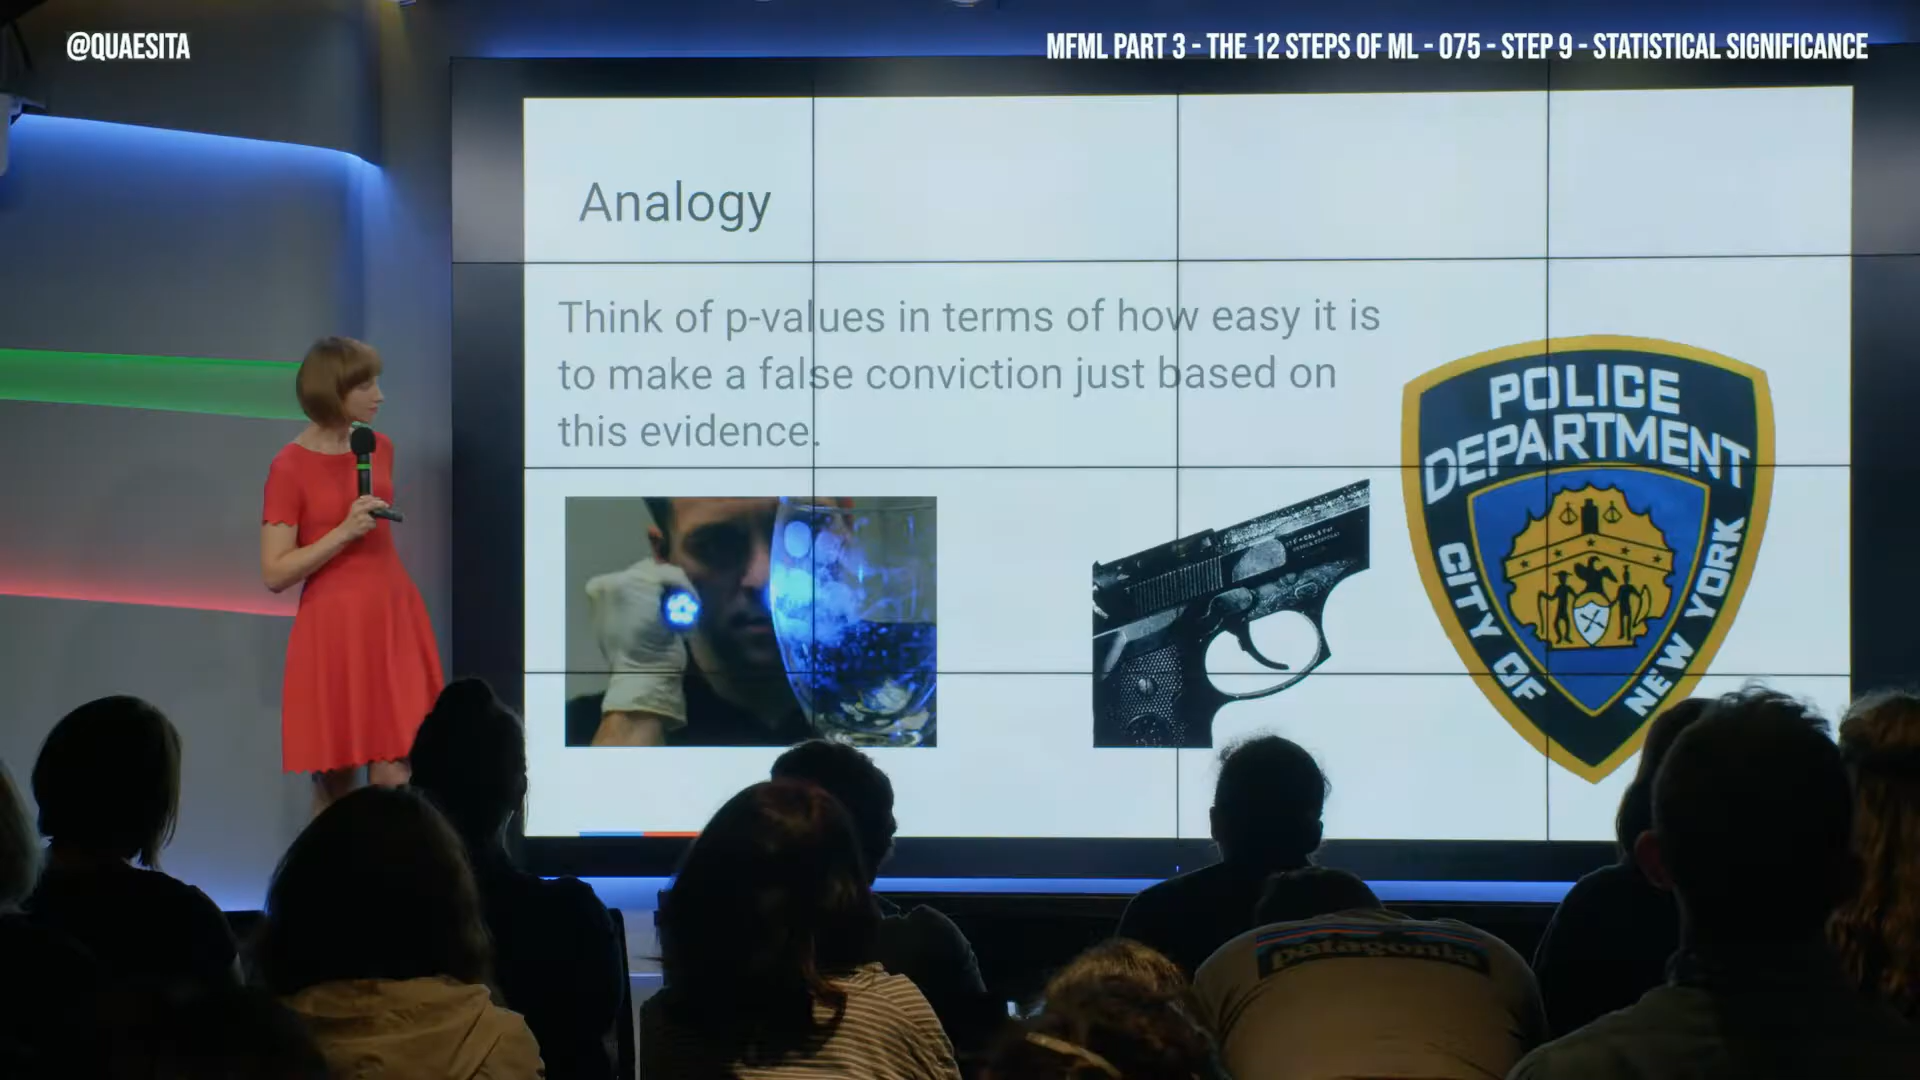 @QUAESITA
MFML PART 3 - THE 12 STEPS OF ML - 075 - STEP 9 - STATISTICAL SIGNIFICANCE
Analogy
Think of p-values in terms of how easy it is
to make a false conviction just based on
this evidence.
POLICE
DEPARTMENT
CITY OF
NEW YORK
patagonia